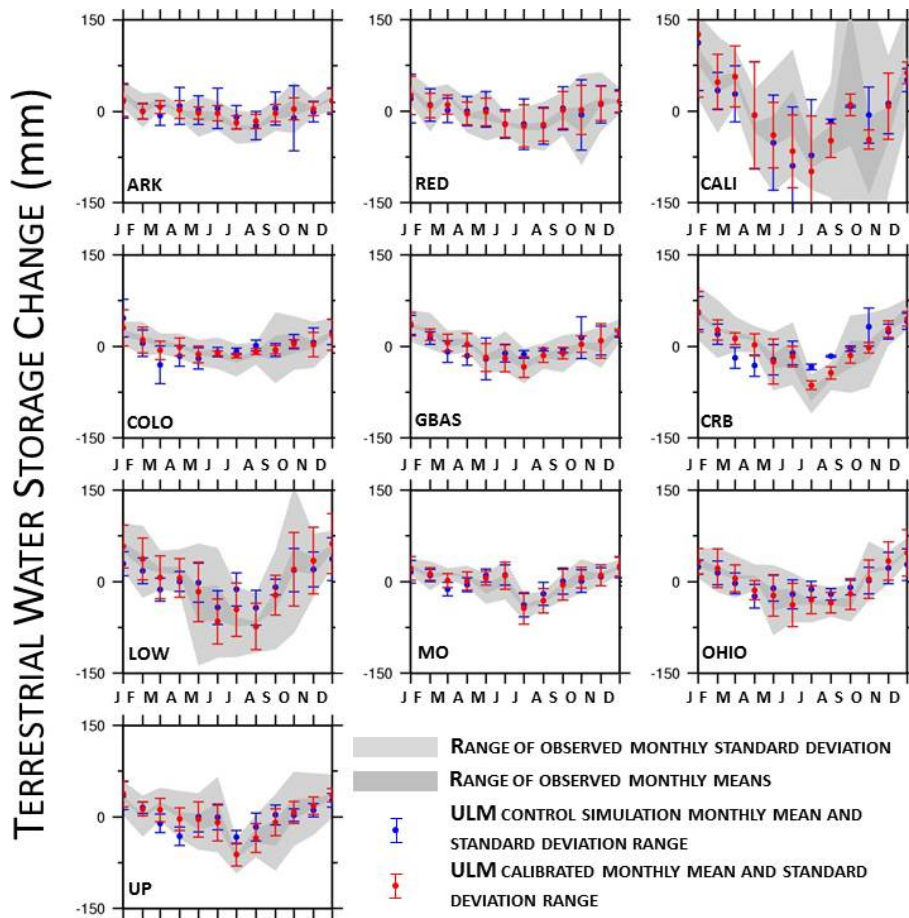 TERRESTRIAL WATER STORAGE CHANGE (mm)
150
0
-150
ARK
J F M A M J J A S O N D
150
0
-150
RED
J F M A M J J A S O N D
150
0
-150
CALI
J F M A M J J A S O N D
150
0
-150
COLO
J F M A M J J A S O N D
150
0
-150
GBAS
J F M A M J J A S O N D
150
0
-150
CRB
J F M A M J J A S O N D
150
0
-150
LOW
J F M A M J J A S O N D
150
0
-150
MO
J F M A M J J A S O N D
150
0
-150
OHIO
J F M A M J J A S O N D
150
0
-150
UP
RANGE OF OBSERVED MONTHLY STANDARD DEVIATION
RANGE OF OBSERVED MONTHLY MEANS
ULM CONTROL SIMULATION MONTHLY MEAN AND
STANDARD DEVIATION RANGE
ULM CALIBRATED MONTHLY MEAN AND STANDARD
DEVIATION RANGE